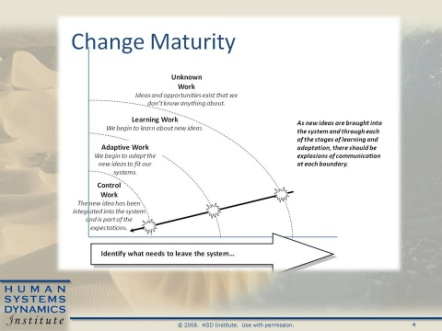 Change Maturity
Unknown
Work
Ideas and opportunities exist that we
don't know anything about.
Learning Work
We begin to learn about new ideas.
Adaptive Work
We begin to adapt the
new ideas to fit our
systems.
Control
Work
The new idea has been
integrated into the system
and is part of the
expectations.
As new ideas are brought into
the system and through each
of the stages of learning and
adaptation, there should be
explosions of communication
at each boundary.
Identify what needs to leave the system...
HUMAN
SYSTEMS
DYNAMICS
Institute
© 2008. HSD Institute. Use with permission.
4